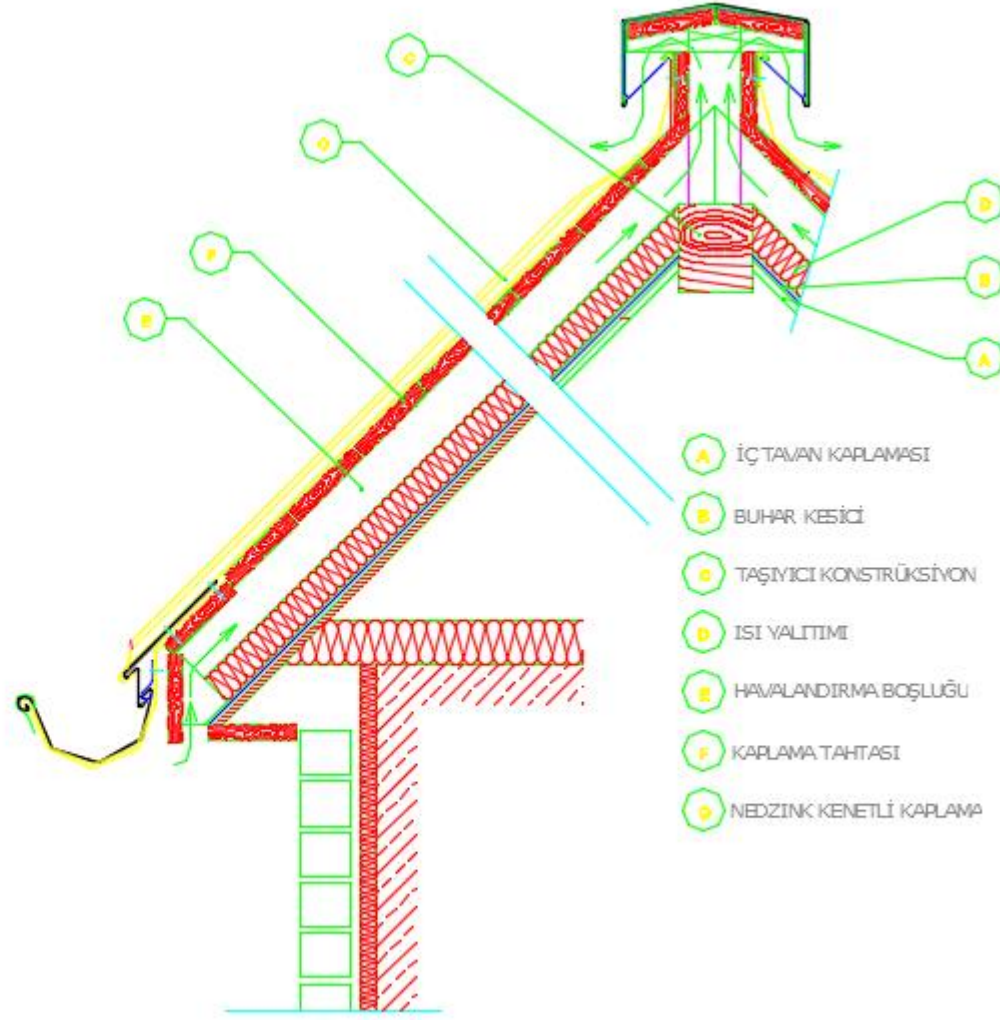 C
G
F
E
D
B
A
A İÇ TAVAN KAPLAMASI
B BUHAR KESİCİ
C TAŞIYICI KONSTRÜKSİYON
D ISI YALITIMI
E HAVALANDIRMA BOŞLUĞU
F KAPLAMA TAHTASI
G NEDZINK KENETLİ KAPLAMA